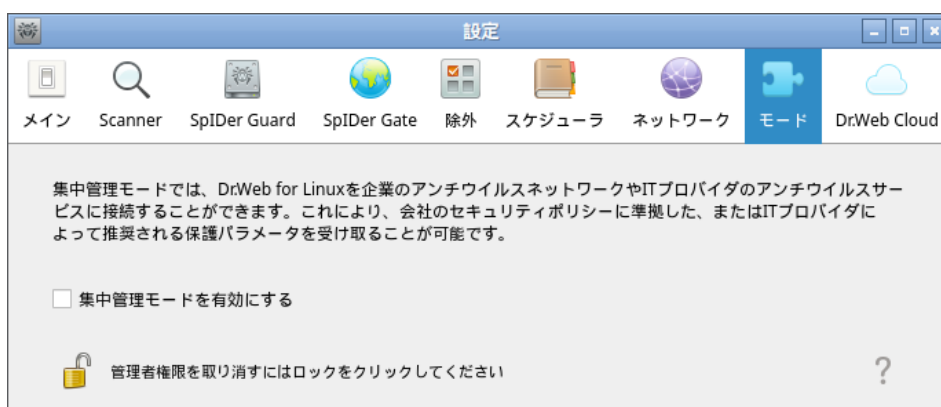 設定
メイン
Scanner
SpIDer Guard
SpIDer Gate
除外
スケジューラ
ネットワーク
モード
Dr.Web Cloud
集中管理モードでは、Dr.Web for Linuxを企業のアンチウイルスネットワークやITプロバイダのアンチウイルスサー
ビスに接続することができます。これにより、会社のセキュリティポリシーに準拠した、またはITプロバイダに
よって推奨される保護パラメータを受け取ることが可能です。
集中管理モードを有効にする
管理者権限を取り消すにはロックをクリックしてください
?